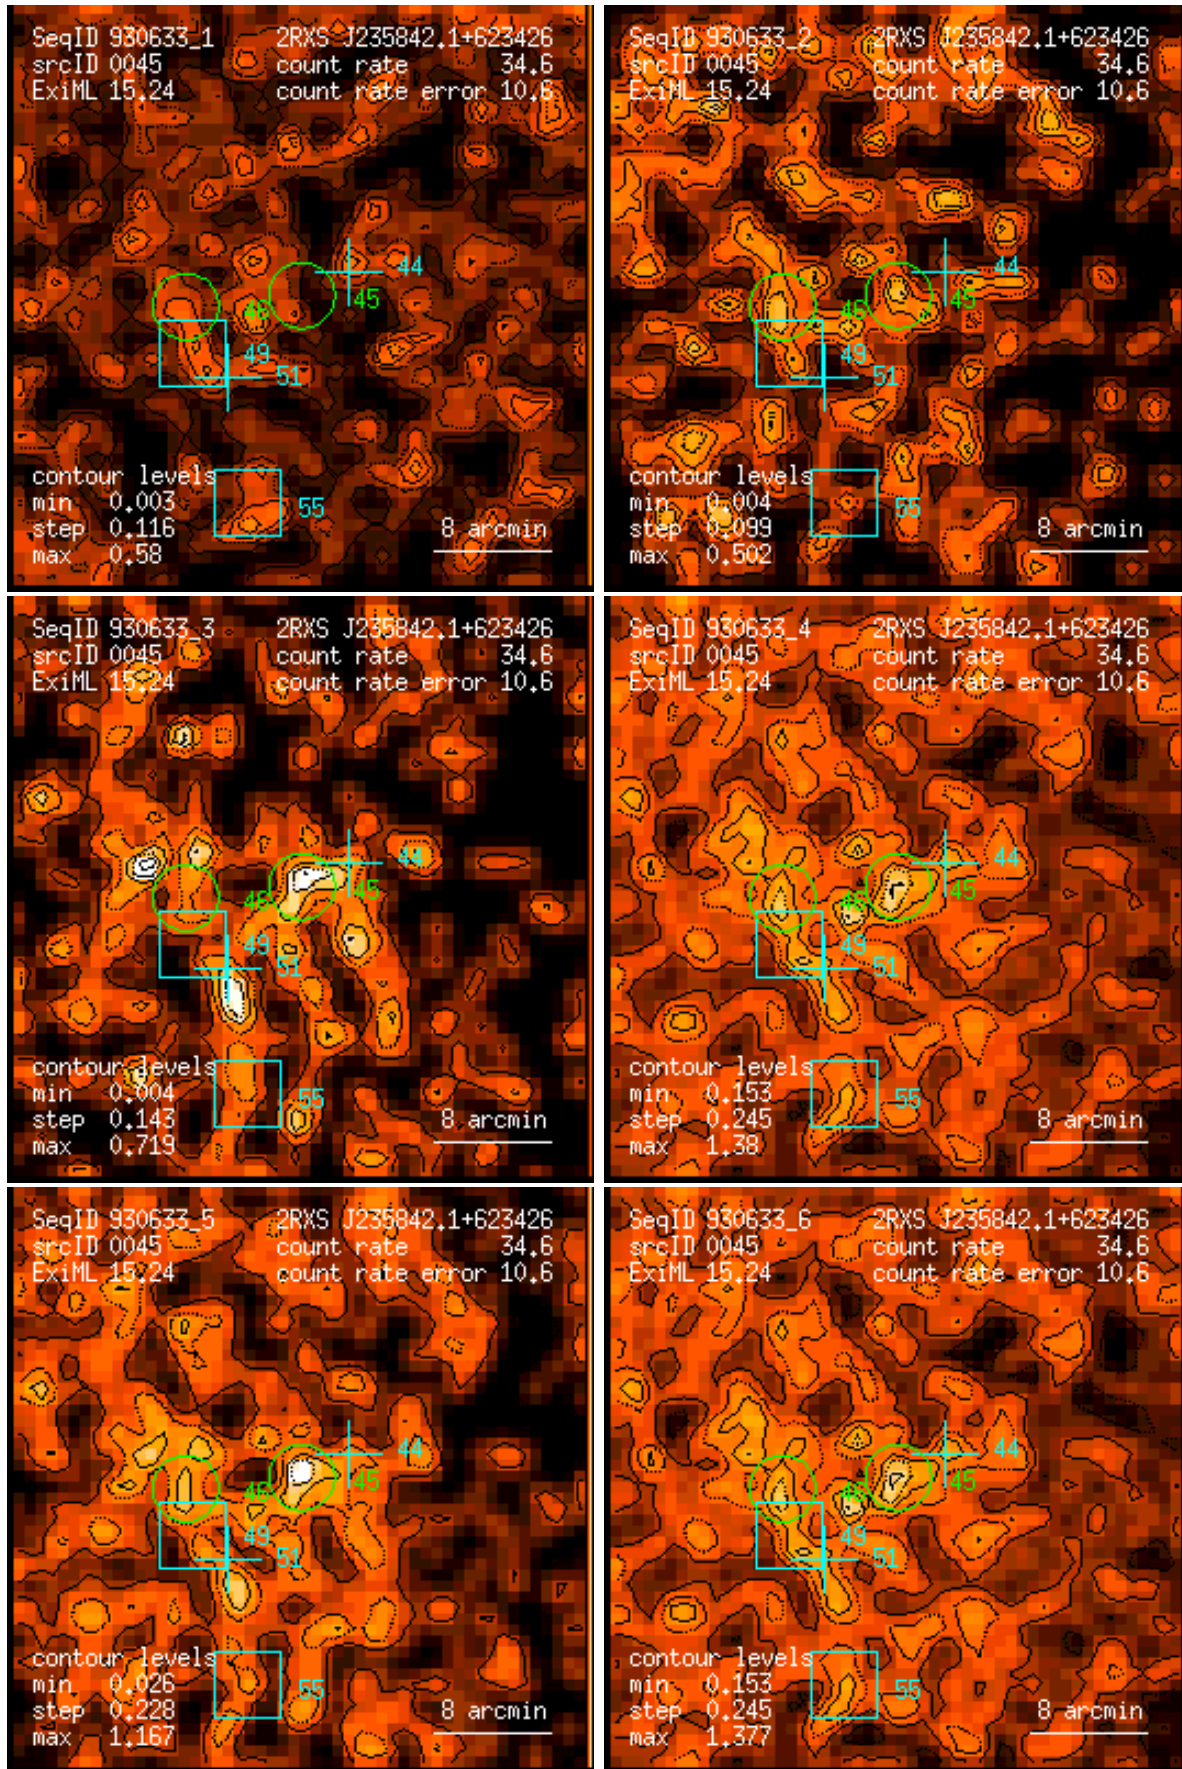 SeqID 930633_1 2RXS J235842.1+623426
srcID 0045 count rate 34.6
ExiML 15.24 count rate error 10.6
44
45
46
49
51
contour levels
min 0.003
55
step 0.116 8 arcmin
max 0.58
SeqID 930633_2 2RXS J235842.1+623426
srcID 0045 count rate 34.6
ExiML 15.24 count rate error 10.6
44
45
46
49
51
contour levels
min 0.004
55
step 0.099 8 arcmin
max 0.502
SeqID 930633_3 2RXS J235842.1+623426
srcID 0045 count rate 34.6
ExiML 15.24 count rate error 10.6
44
45
46
49
51
contour levels
min 0.004
55
step 0.143 8 arcmin
max 0.719
SeqID 930633_4 2RXS J235842.1+623426
srcID 0045 count rate 34.6
ExiML 15.24 count rate error 10.6
44
45
46
49
51
contour levels
min 0.153
55
step 0.245 8 arcmin
max 1.38
SeqID 930633_5 2RXS J235842.1+623426
srcID 0045 count rate 34.6
ExiML 15.24 count rate error 10.6
44
45
46
49
51
contour levels
min 0.026
55
step 0.228 8 arcmin
max 1.167
SeqID 930633_6 2RXS J235842.1+623426
srcID 0045 count rate 34.6
ExiML 15.24 count rate error 10.6
44
45
46
49
51
contour levels
min 0.153
55
step 0.245 8 arcmin
max 1.377